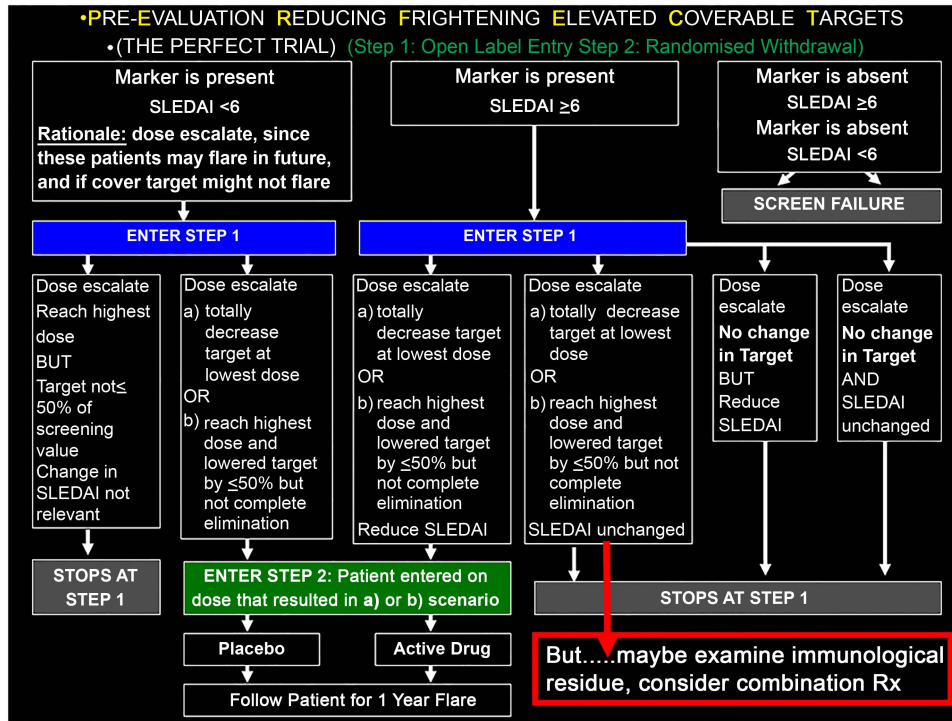 •PRE-EVALUATION REDUCING FRIGHTENING ELEVATED COVERABLE TARGETS
•(THE PERFECT TRIAL) (Step 1: Open Label Entry Step 2: Randomised Withdrawal)
Marker is present
SLEDAI <6
Rationale: dose escalate, since
these patients may flare in future,
and if cover target might not flare
Marker is present
SLEDAI ≥6
Marker is absent
SLEDAI ≥6
Marker is absent
SLEDAI <6
SCREEN FAILURE
ENTER STEP 1
ENTER STEP 1
Dose escalate
Reach highest
dose
BUT
Target not≤
50% of
screening
value
Change in
SLEDAI not
relevant
Dose escalate
a) totally
decrease
target at
lowest dose
OR
b) reach highest
dose and
lowered target
by ≤50% but
not complete
elimination
Dose escalate
a) totally
decrease target
at lowest dose
OR
b) reach highest
dose and
lowered target
by ≤50% but
not complete
elimination
Reduce SLEDAI
Dose escalate
a) totally decrease
target at lowest
dose
OR
b) reach highest
dose and
lowered target
by ≤50% but not
complete
elimination
SLEDAI unchanged
Dose
escalate
No change
in Target
BUT
Reduce
SLEDAI
Dose
escalate
No change
in Target
AND
SLEDAI
unchanged
STOPS AT
STEP 1
ENTER STEP 2: Patient entered on
dose that resulted in a) or b) scenario
STOPS AT STEP 1
Placebo
Active Drug
Follow Patient for 1 Year Flare
But.....maybe examine immunological
residue, consider combination Rx